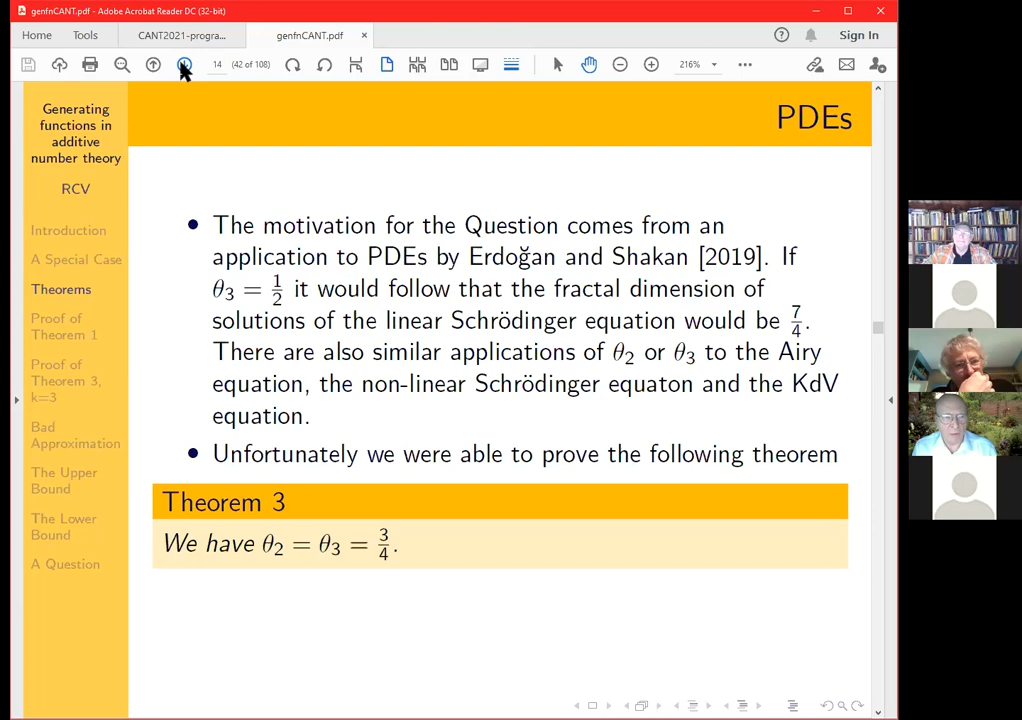 genfnCANT.pdf - Adobe Acrobat Reader DC (32-bit)
Home Tools CANT2021-progra... genfnCANT.pdf × Sign In
14 (42 of 108) 216%
Generating
functions in
additive
number theory
RCV
Introduction
A Special Case
Theorems
Proof of
Theorem 1
Proof of
Theorem 3,
k=3
Bad
Approximation
The Upper
Bound
The Lower
Bound
A Question
PDEs
• The motivation for the Question comes from an
application to PDEs by Erdoğan and Shakan [2019]. If
θ₃ = 1/2 it would follow that the fractal dimension of
solutions of the linear Schrödinger equation would be 7/4.
There are also similar applications of θ₂ or θ₃ to the Airy
equation, the non-linear Schrödinger equaton and the KdV
equation.
• Unfortunately we were able to prove the following theorem
Theorem 3
We have θ₂ = θ₃ = 3/4.